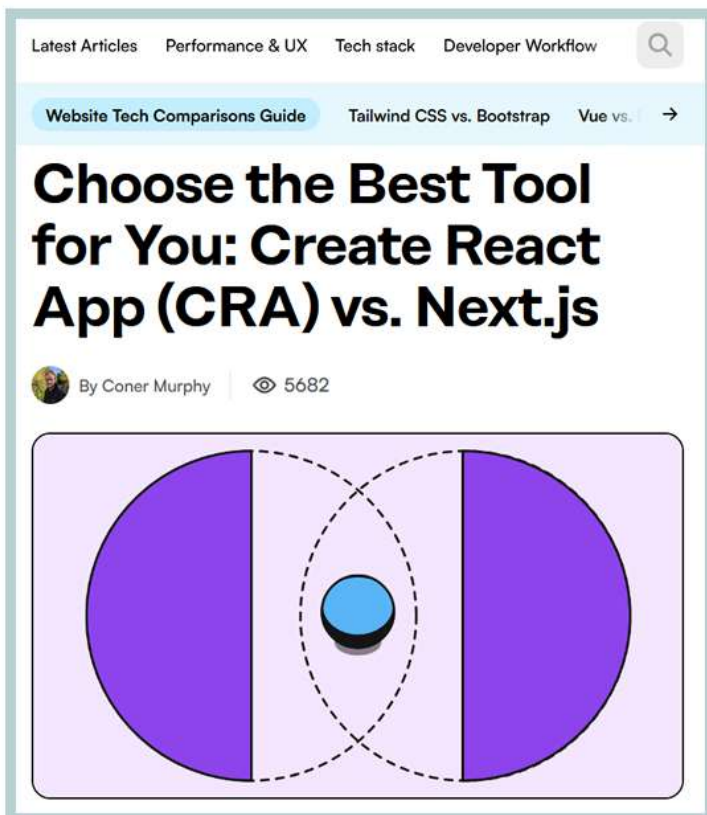 Latest Articles Performance & UX Tech stack Developer Workflow
Website Tech Comparisons Guide Tailwind CSS vs. Bootstrap Vue vs. →
Choose the Best Tool
for You: Create React
App (CRA) vs. Next.js
By Coner Murphy 5682